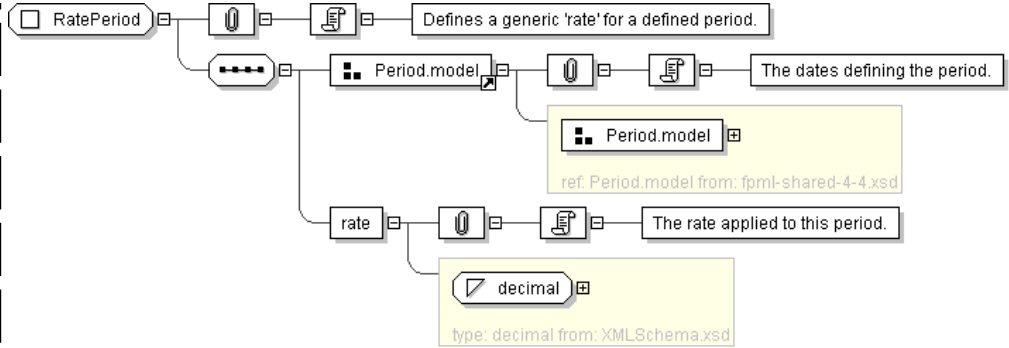 RatePeriod
Defines a generic 'rate' for a defined period.
Period.model
The dates defining the period.
Period.model
ref: Period.model from: fpml-shared-4-4.xsd
rate
The rate applied to this period.
decimal
type: decimal from: XMLSchema.xsd